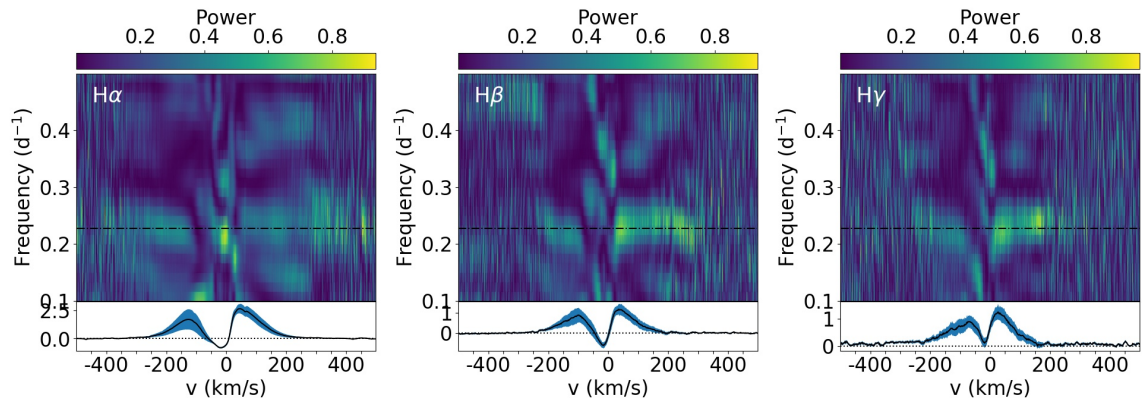 Power Power Power
0.2 0.4 0.6 0.8 0.2 0.4 0.6 0.8 0.2 0.4 0.6 0.8
Hα Hβ Hγ
Frequency (d⁻¹) Frequency (d⁻¹) Frequency (d⁻¹)
0.4 0.4 0.4
0.3 0.3 0.3
0.2 0.2 0.2
0.1 0.1 0.1
2.5 1 1
0.0 0 0
-400 -200 0 200 400 -400 -200 0 200 400 -400 -200 0 200 400
v (km/s) v (km/s) v (km/s)